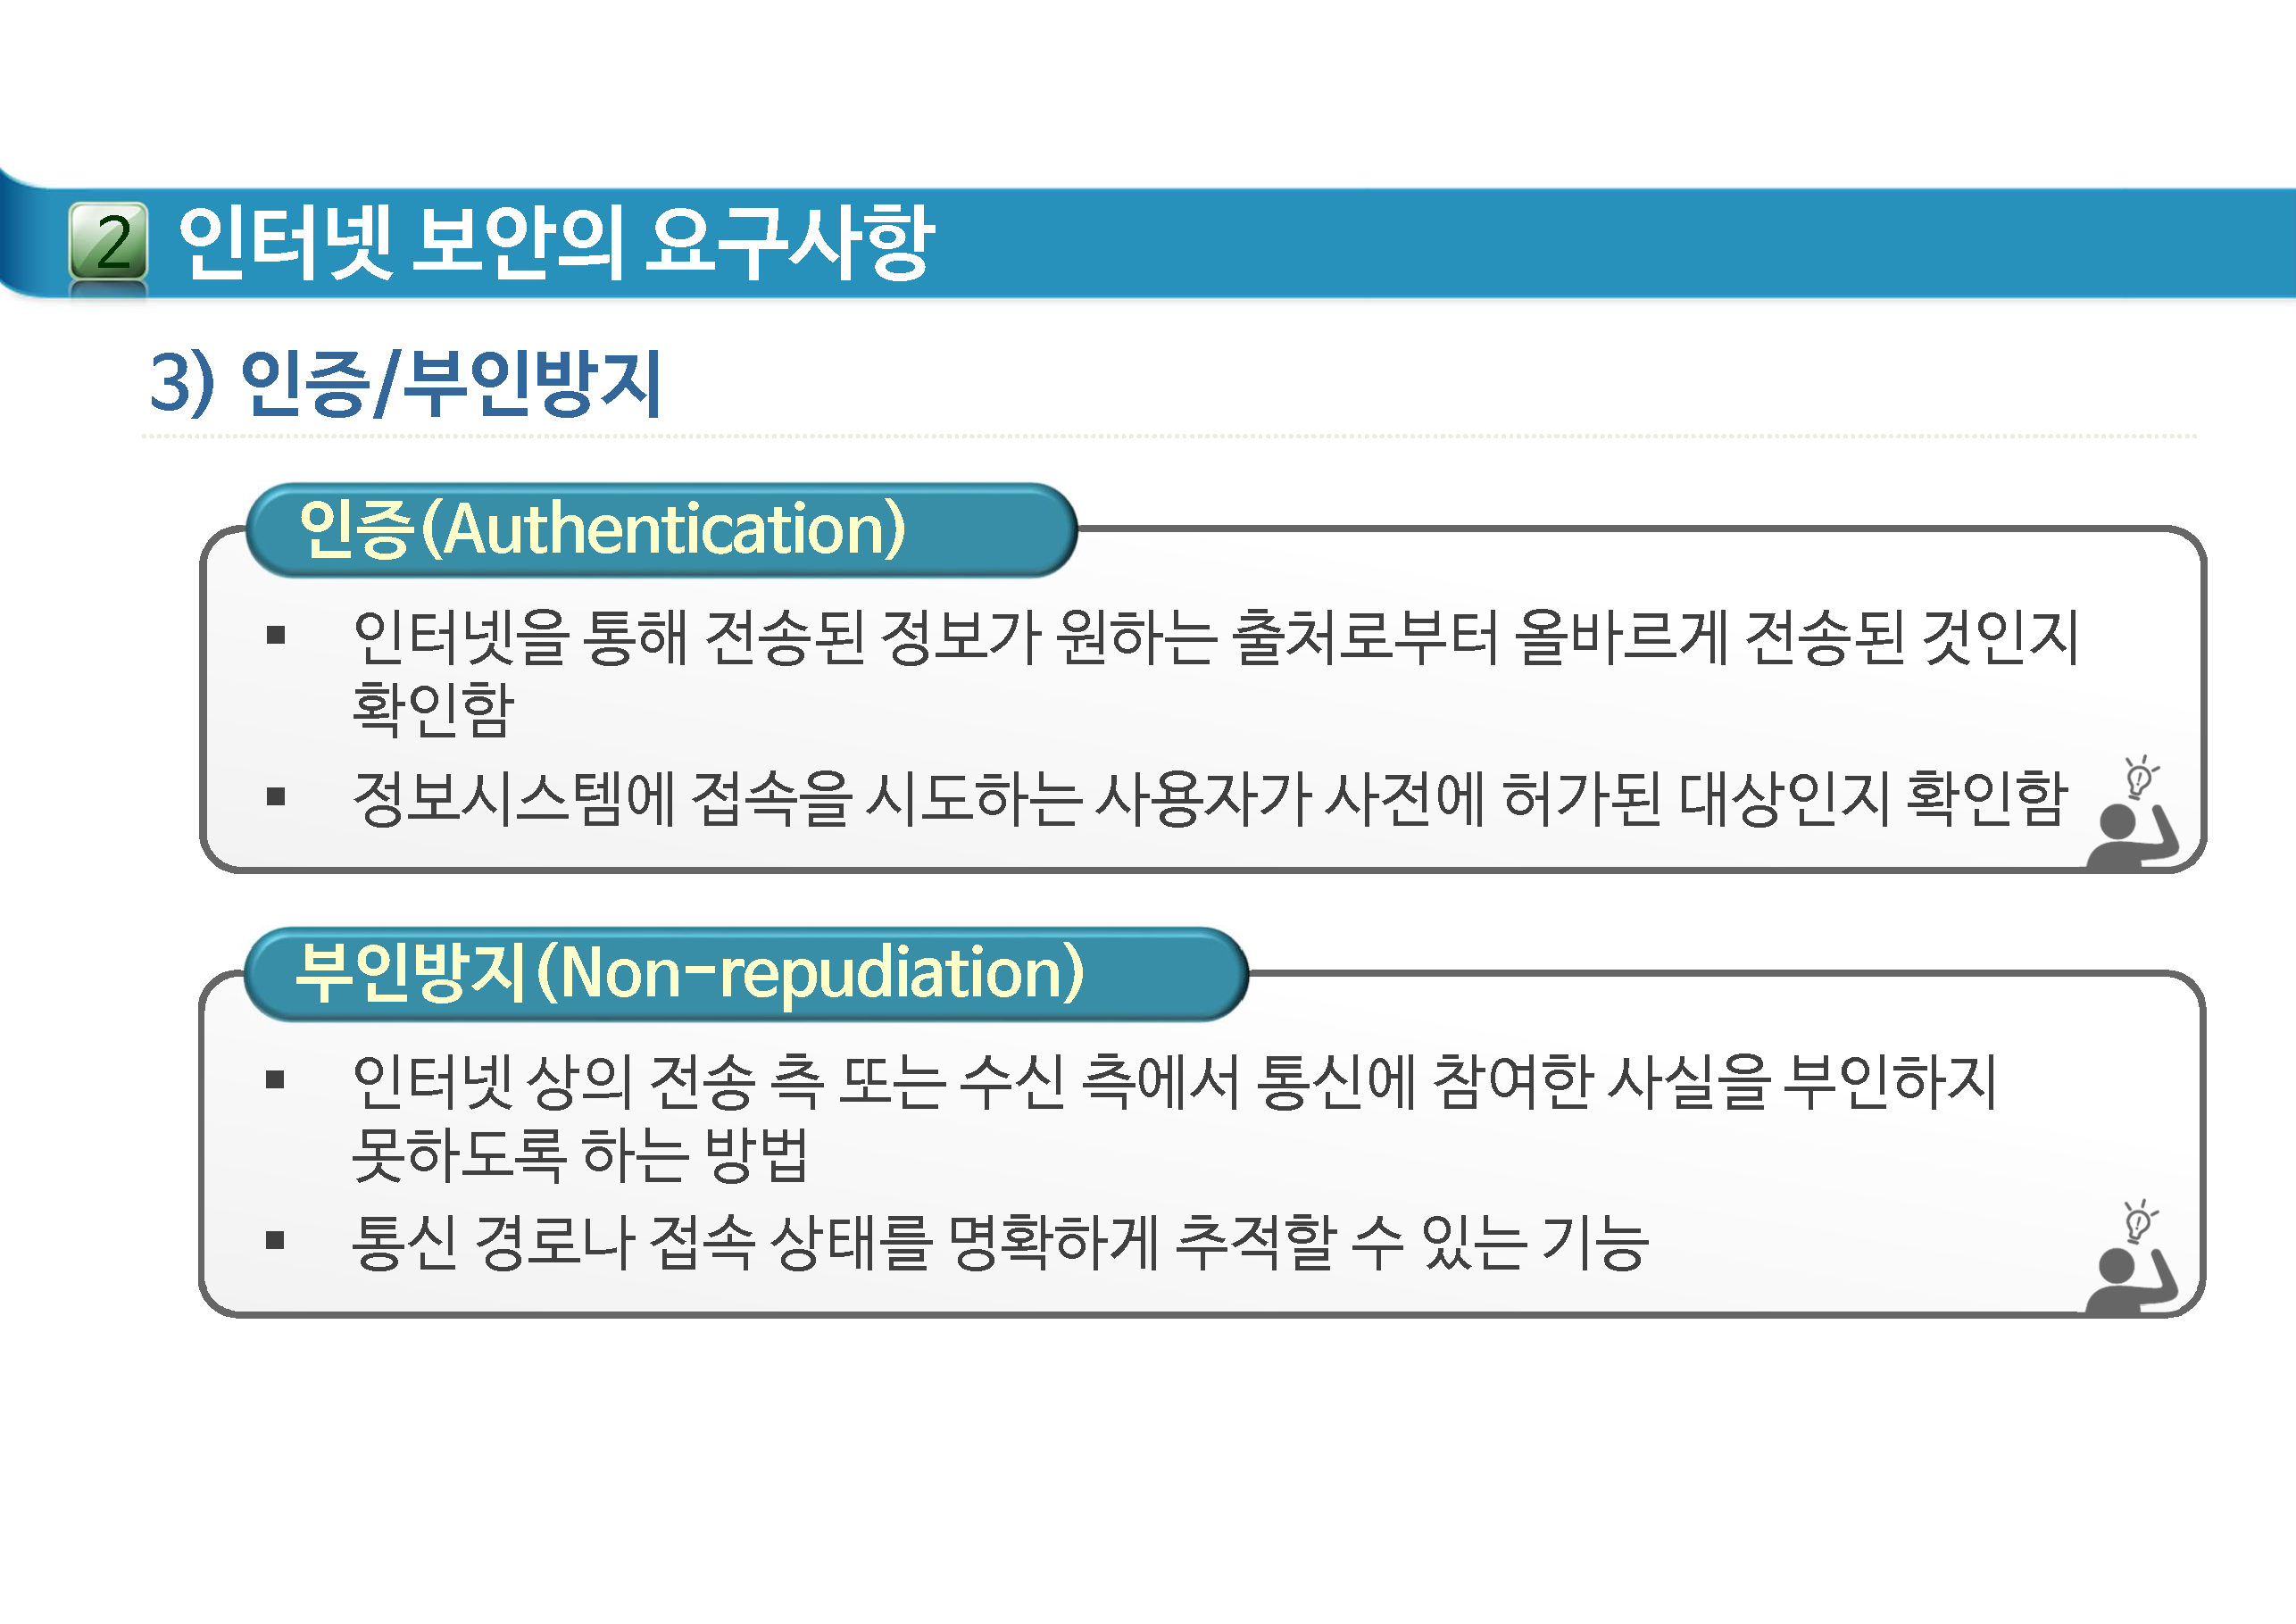 2 인터넷 보안의 요구사항
3) 인증/부인방지
인증(Authentication)
▪ 인터넷을 통해 전송된 정보가 원하는 출처로부터 올바르게 전송된 것인지
확인함
▪ 정보시스템에 접속을 시도하는 사용자가 사전에 허가된 대상인지 확인함
부인방지(Non-repudiation)
▪ 인터넷 상의 전송 측 또는 수신 측에서 통신에 참여한 사실을 부인하지
못하도록 하는 방법
▪ 통신 경로나 접속 상태를 명확하게 추적할 수 있는 기능